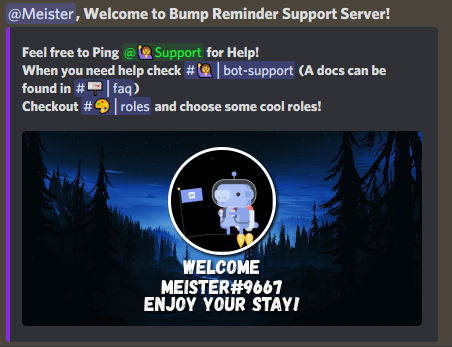 @Meister, Welcome to Bump Reminder Support Server!
Feel free to Ping @🙋Support for Help!
When you need help check #🙋|bot-support (A docs can be
found in #🪧|faq)
Checkout #🎨|roles and choose some cool roles!
WELCOME
MEISTER#9667
ENJOY YOUR STAY!